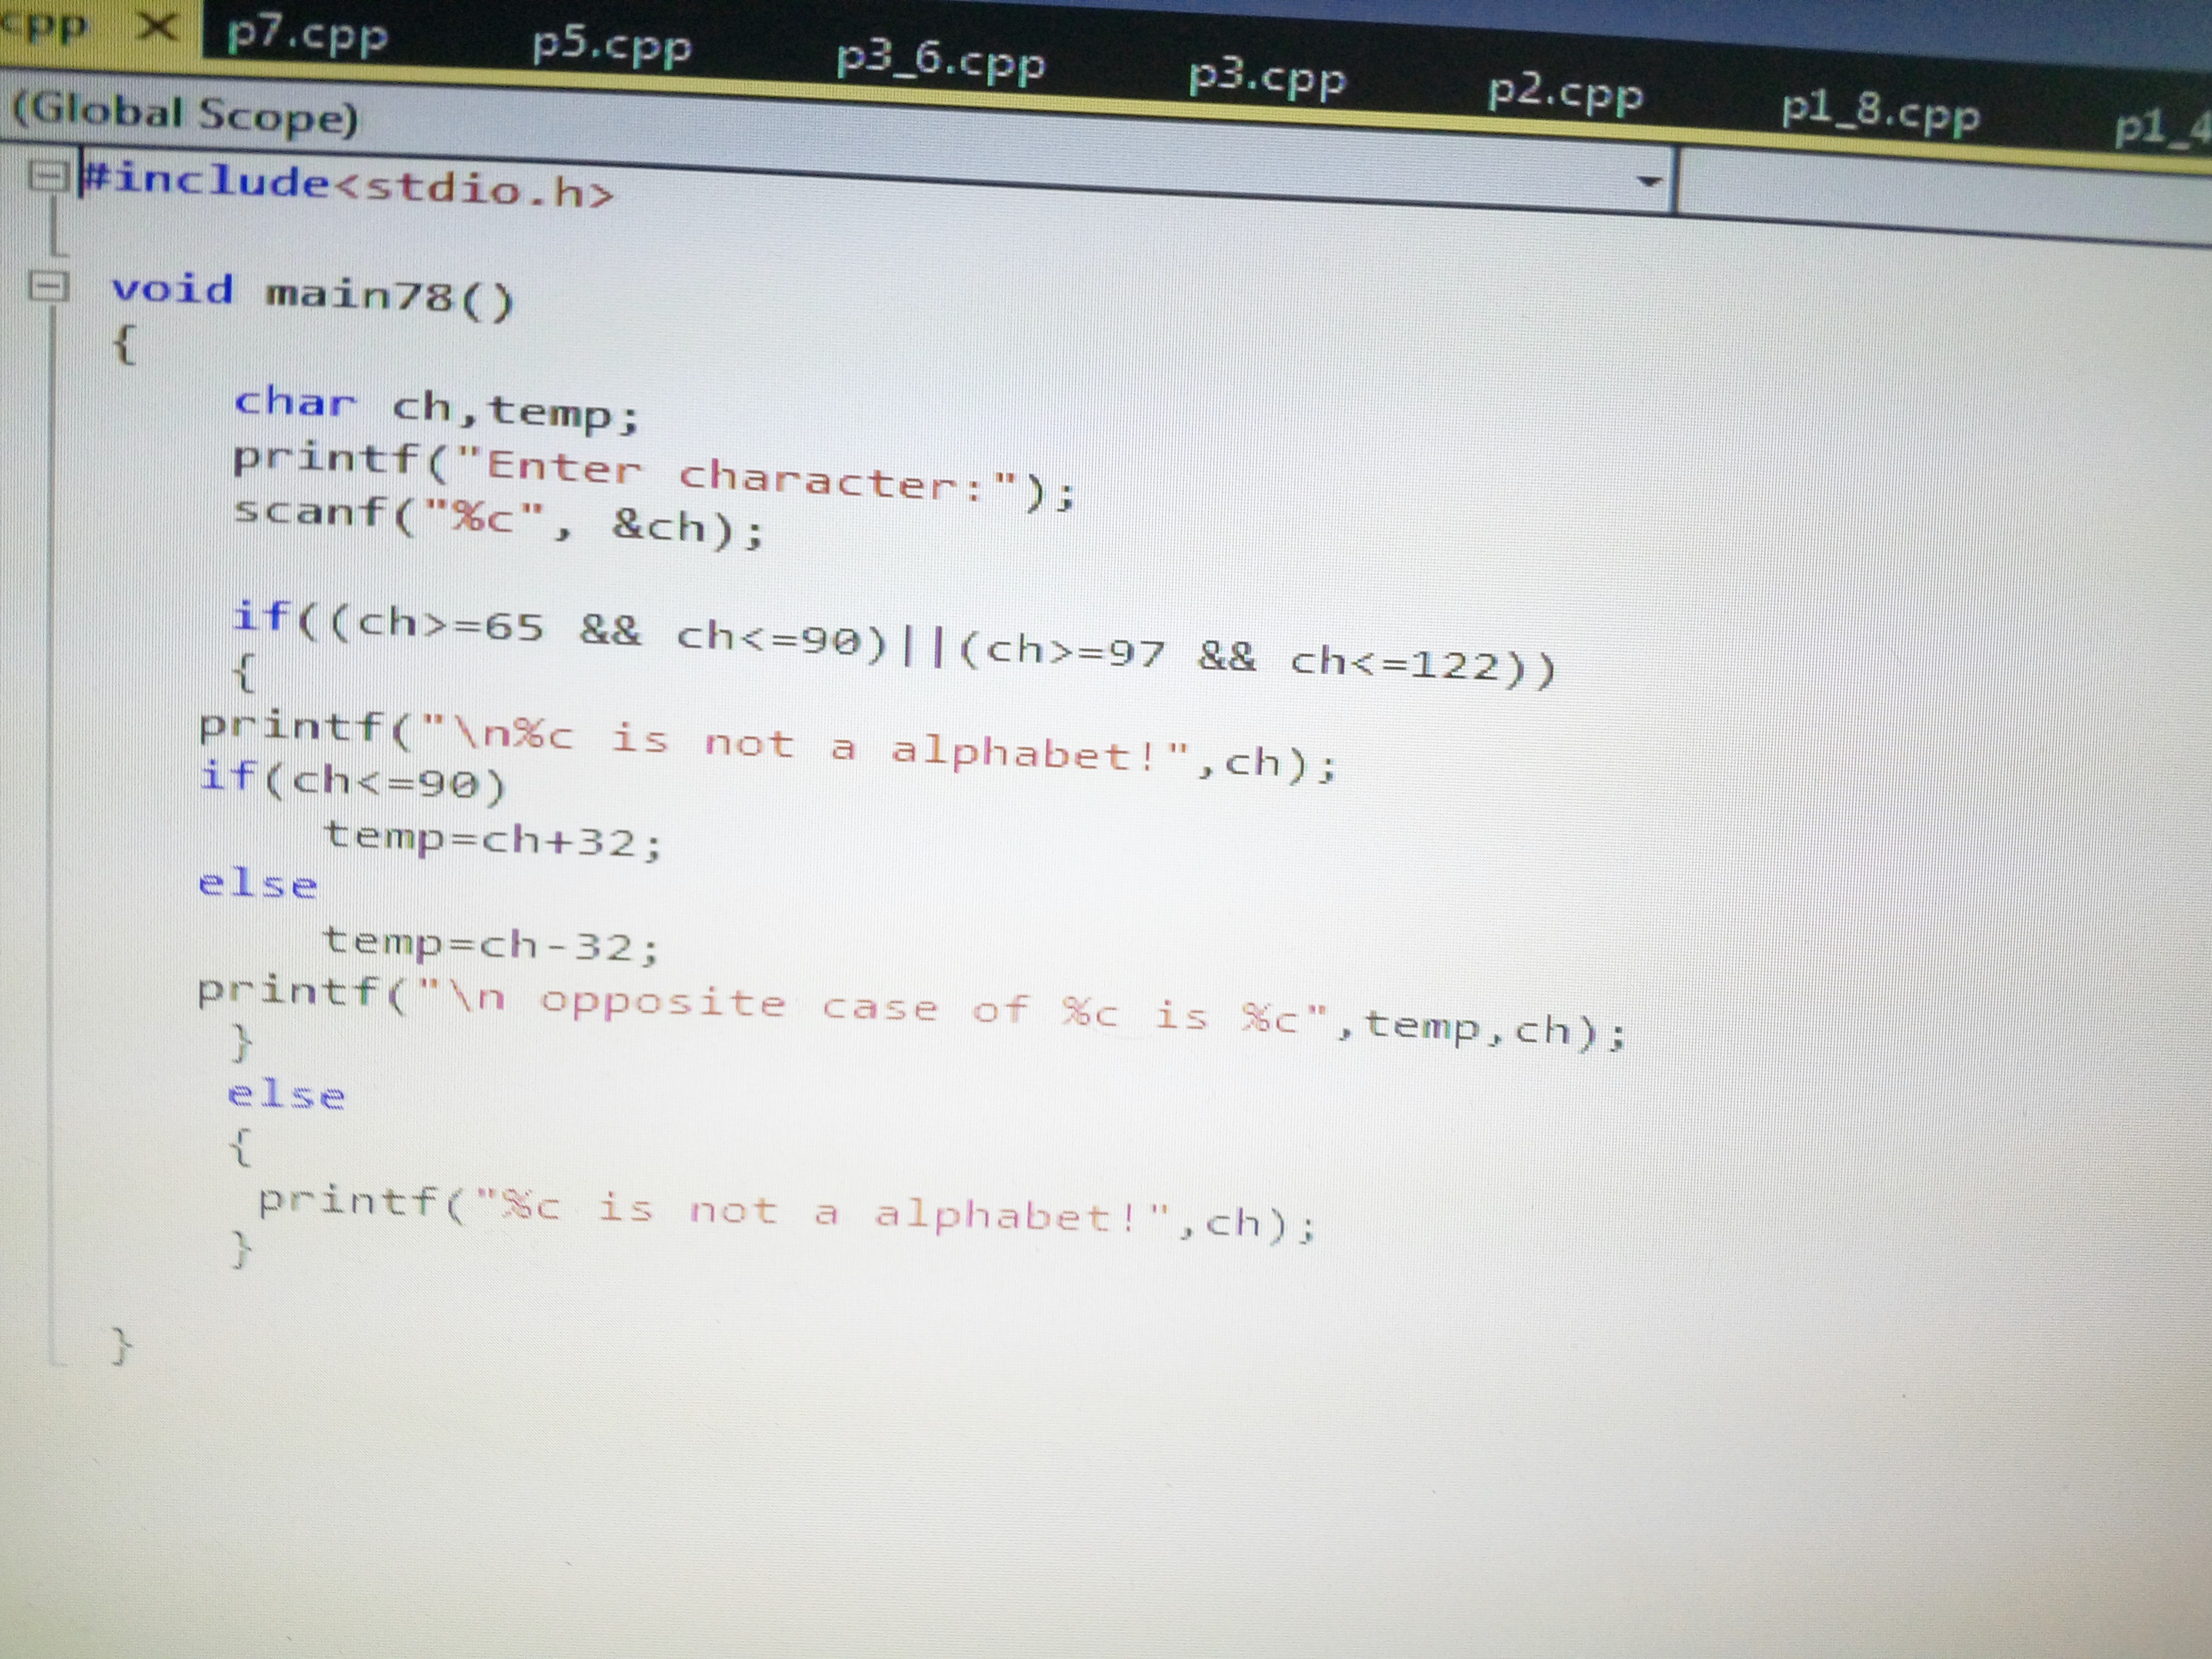 cpp × p7.cpp p5.cpp p3_6.cpp p3.cpp p2.cpp p1_8.cpp p1_4
(Global Scope)
#include<stdio.h>
void main78()
{
char ch,temp;
printf("Enter character:");
scanf("%c", &ch);
if((ch>=65 && ch<=90)||(ch>=97 && ch<=122))
{
printf("\n%c is not a alphabet!",ch);
if(ch<=90)
temp=ch+32;
else
temp=ch-32;
printf("\n opposite case of %c is %c",temp,ch);
}
else
{
printf("%c is not a alphabet!",ch);
}
}